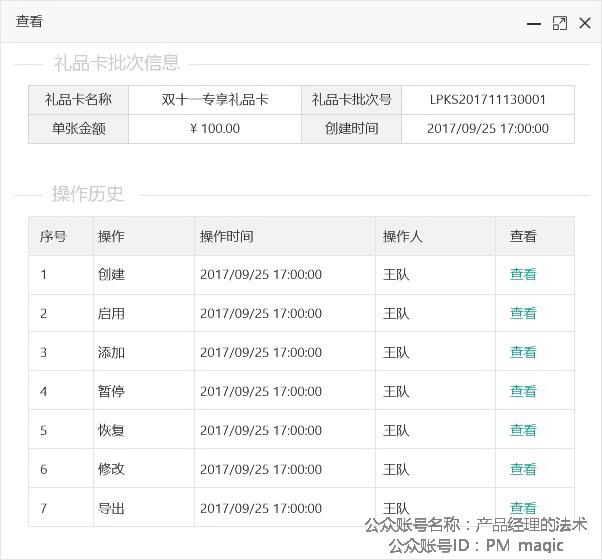 查看
礼品卡批次信息
礼品卡名称 双十一专享礼品卡 礼品卡批次号 LPKS201711130001
单张金额 ¥ 100.00 创建时间 2017/09/25 17:00:00
操作历史
序号 操作 操作时间 操作人 查看
1 创建 2017/09/25 17:00:00 王队 查看
2 启用 2017/09/25 17:00:00 王队 查看
3 添加 2017/09/25 17:00:00 王队 查看
4 暂停 2017/09/25 17:00:00 王队 查看
5 恢复 2017/09/25 17:00:00 王队 查看
6 修改 2017/09/25 17:00:00 王队 查看
7 导出 2017/09/25 17:00:00 王队 查看
公众账号名称：产品经理的法术
公众账号ID：PM_magic